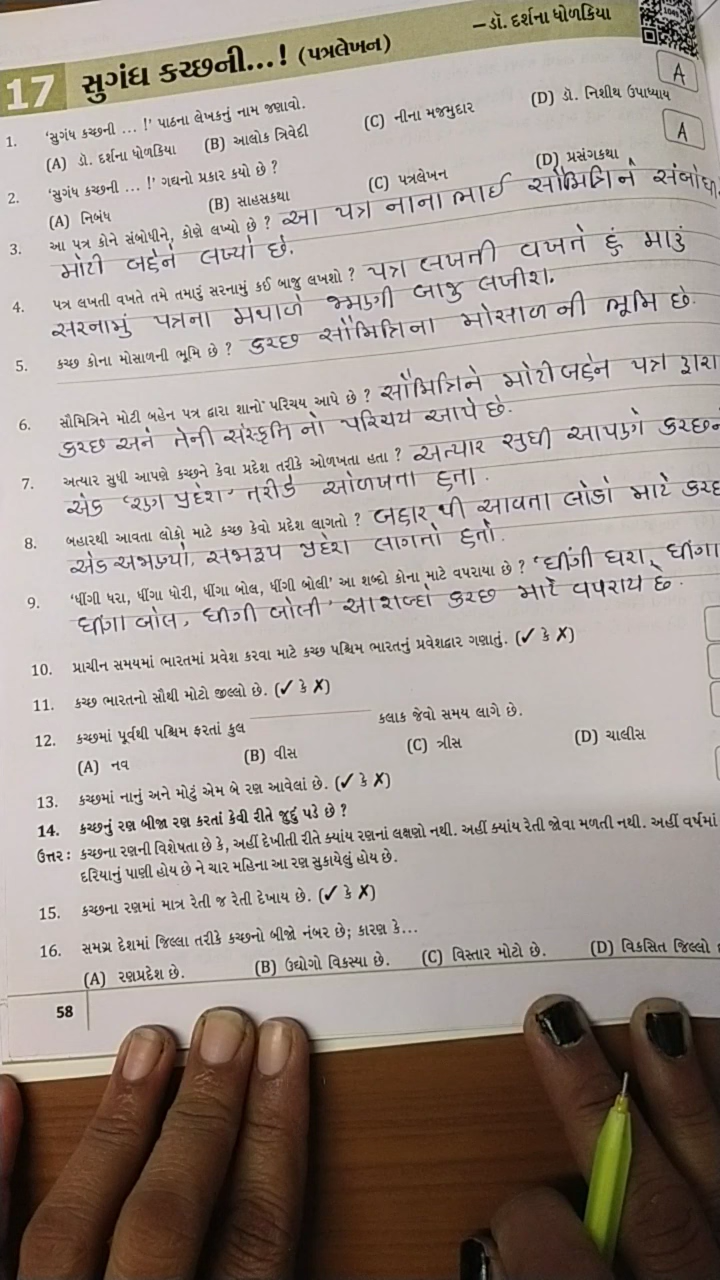 17 સુગંધ કચ્છની...! (પત્રલેખન) –ડૉ. દર્શના ધોળકિયા
1. 'સુગંધ કચ્છની ... !' પાઠના લેખકનું નામ જણાવો. A
(A) ડૉ. દર્શના ધોળકિયા (B) આલોક ત્રિવેદી (C) નીના મજમુદાર (D) ડૉ. નિશીથ ઉપાધ્યાય
2. 'સુગંધ કચ્છની ... !' ગદ્યનો પ્રકાર કયો છે ? A
(A) નિબંધ (B) સાહસકથા (C) પત્રલેખન (D) પ્રસંગકથા
3. આ પત્ર કોને સંબોધીને, કોણે લખ્યો છે ? આ પત્ર નાના ભાઈ સૌમિત્રિને સંબોધી
મોટી બહેને લખ્યો છે.
4. પત્ર લખતી વખતે તમે તમારું સરનામું કઈ બાજુ લખશો ? પત્ર લખતી વખતે હું મારું
સરનામું પત્રના મથાળે જમણી બાજુ લખીશ.
5. કચ્છ કોના મોસાળની ભૂમિ છે ? કચ્છ સૌમિત્રિના મોસાળ ની ભૂમિ છે.
6. સૌમિત્રિને મોટી બહેન પત્ર દ્વારા શાનો પરિચય આપે છે ? સૌમિત્રિને મોટી બહેન પત્ર દ્વારા
કચ્છ અને તેની સંસ્કૃતિ નો પરિચય આપે છે.
7. અત્યાર સુધી આપણે કચ્છને કેવા પ્રદેશ તરીકે ઓળખતા હતા ? અત્યાર સુધી આપણે કચ્છને
એક 'રણ પ્રદેશ' તરીકે ઓળખતા હતા.
8. બહારથી આવતા લોકો માટે કચ્છ કેવો પ્રદેશ લાગતો ? બહાર થી આવતા લોકો માટે કચ્છ
એક અજાણ્યો, પ્રદેશ લાગતો હતો.
9. 'ધીંગી ધરા, ધીંગા ધોરી, ધીંગા બોલ, ધીંગી બોલી' આ શબ્દો કોના માટે વપરાયા છે ? 'ધીંગી ધરા, ધીંગા
ધીંગા બોલ, ધીંગી બોલી' આ શબ્દો કચ્છ માટે વપરાય છે.
10. પ્રાચીન સમયમાં ભારતમાં પ્રવેશ કરવા માટે કચ્છ પશ્ચિમ ભારતનું પ્રવેશદ્વાર ગણાતું. (✓ કે ✗)
11. કચ્છ ભારતનો સૌથી મોટો જીલ્લો છે. (✓ કે ✗)
12. કચ્છમાં પૂર્વથી પશ્ચિમ ફરતાં કુલ ____________ કલાક જેવો સમય લાગે છે.
(A) નવ (B) વીસ (C) ત્રીસ (D) ચાલીસ
13. કચ્છમાં નાનું અને મોટું એમ બે રણ આવેલાં છે. (✓ કે ✗)
14. કચ્છનું રણ બીજા રણ કરતાં કેવી રીતે જુદું પડે છે ?
ઉત્તર : કચ્છના રણની વિશેષતા છે કે, અહીં દેખીતી રીતે ક્યાંય રણનાં લક્ષણો નથી. અહીં ક્યાંય રેતી જોવા મળતી નથી. અહીં વર્ષમાં
દરિયાનું પાણી હોય છે ને ચાર મહિના આ રણ સુકાયેલું હોય છે.
15. કચ્છના રણમાં માત્ર રેતી જ રેતી દેખાય છે. (✓ કે ✗)
16. સમગ્ર દેશમાં જિલ્લા તરીકે કચ્છનો બીજો નંબર છે; કારણ કે...
(A) રણપ્રદેશ છે. (B) ઉદ્યોગો વિકસ્યા છે. (C) વિસ્તાર મોટો છે. (D) વિકસિત જિલ્લો
58